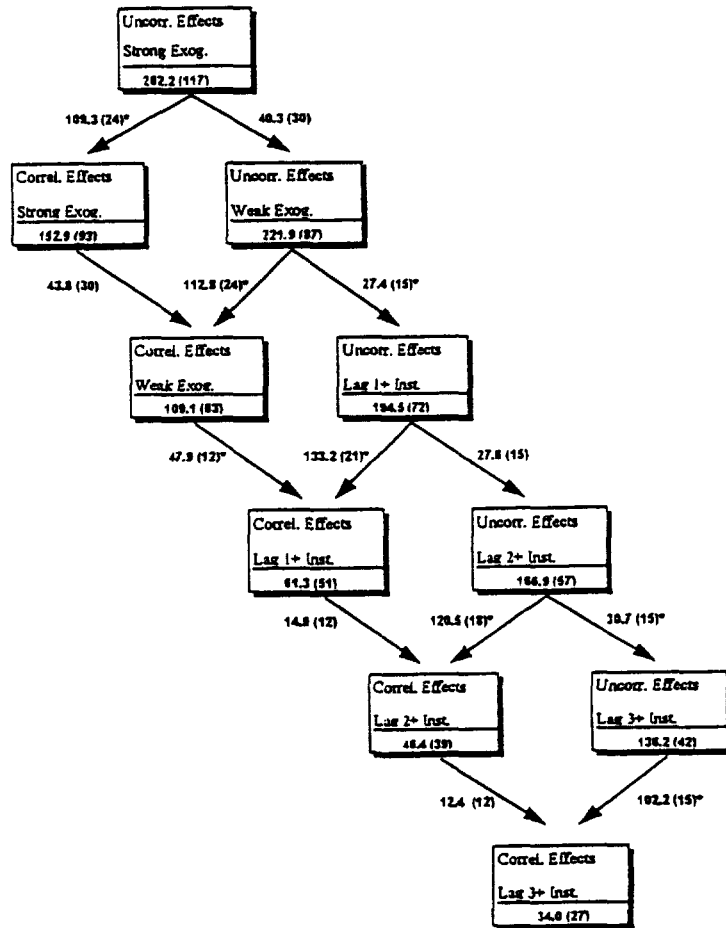 Uncorr. Effects
Strong Exog.
262.2 (117)
109.3 (24)*
40.3 (30)
Correl. Effects
Strong Exog.
152.9 (93)
Uncorr. Effects
Weak Exog.
221.9 (87)
43.8 (30)
112.8 (24)*
27.4 (15)*
Correl. Effects
Weak Exog.
109.1 (63)
Uncorr. Effects
Lag 1+ Inst.
194.5 (72)
47.9 (12)*
133.2 (21)*
27.6 (15)
Correl. Effects
Lag 1+ Inst.
61.3 (51)
Uncorr. Effects
Lag 2+ Inst.
166.9 (57)
14.8 (12)
120.5 (18)*
30.7 (15)*
Correl. Effects
Lag 2+ Inst.
46.4 (39)
Uncorr. Effects
Lag 3+ Inst.
136.2 (42)
12.4 (12)
102.2 (15)*
Correl. Effects
Lag 3+ Inst.
34.0 (27)